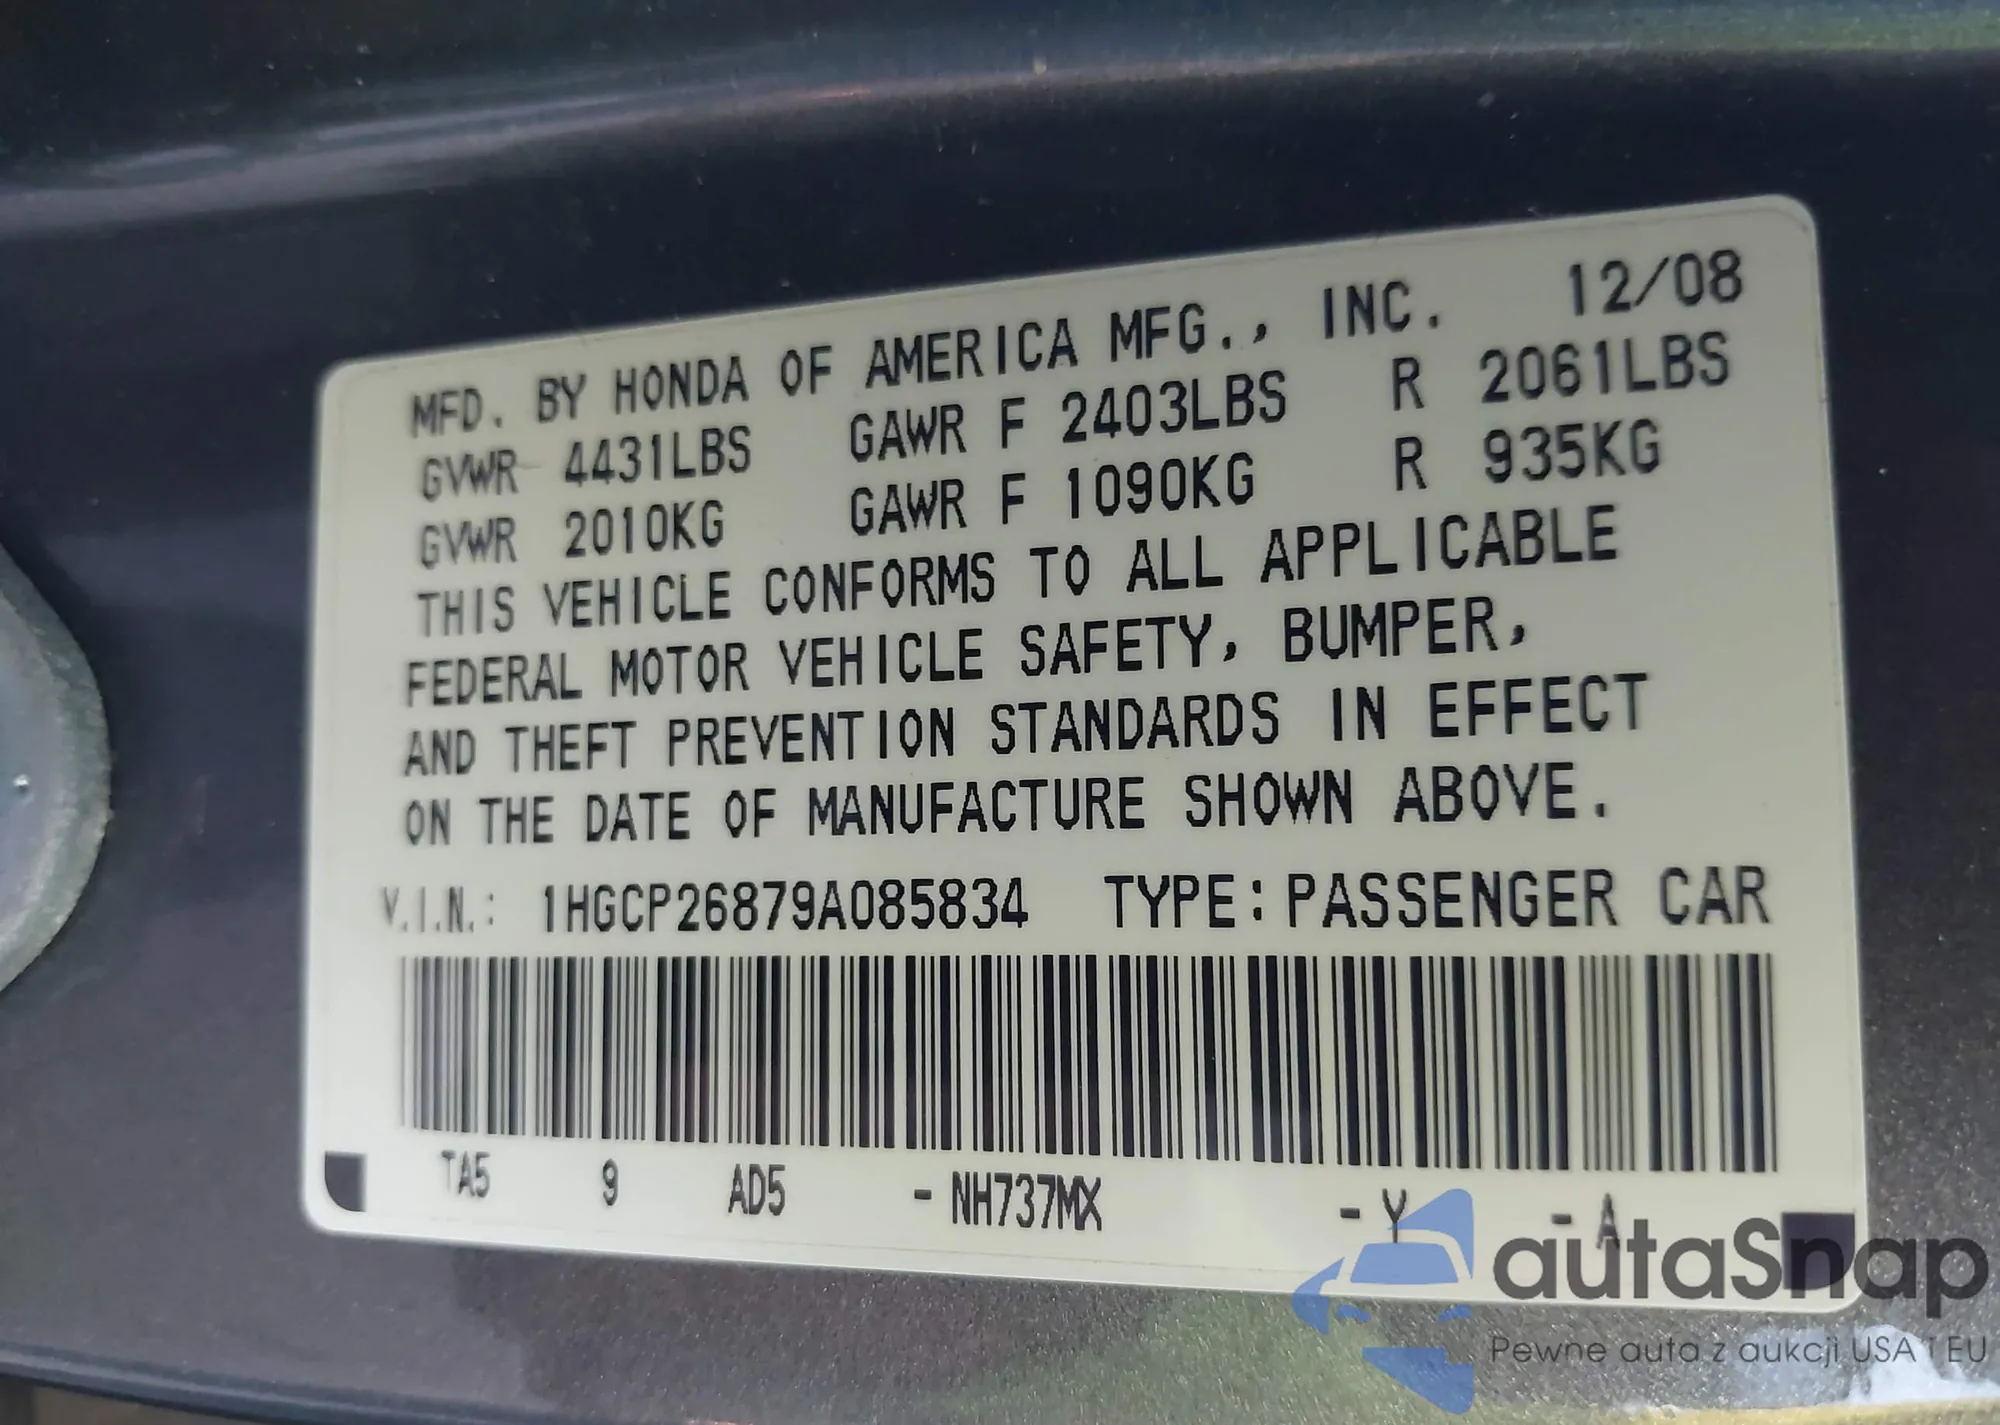 MFD. BY HONDA OF AMERICA MFG., INC. 12/08
GVWR 4431LBS GAWR F 2403LBS R 2061LBS
GVWR 2010KG GAWR F 1090KG R 935KG
THIS VEHICLE CONFORMS TO ALL APPLICABLE
FEDERAL MOTOR VEHICLE SAFETY, BUMPER,
AND THEFT PREVENTION STANDARDS IN EFFECT
ON THE DATE OF MANUFACTURE SHOWN ABOVE.
V.I.N.: 1HGCP26879A085834 TYPE: PASSENGER CAR
TA5 9 AD5 - NH737MX - Y - A
autaSnap
Pewne auta z aukcji USA i EU